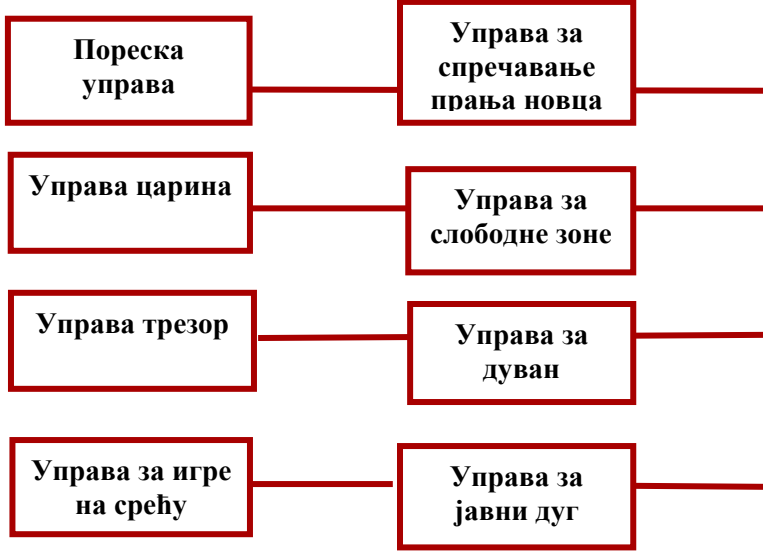 Пореска
управа
Управа за
спречавање
прања новца
Управа царина
Управа за
слободне зоне
Управа трезор
Управа за
дуван
Управа за игре
на срећу
Управа за
јавни дуг